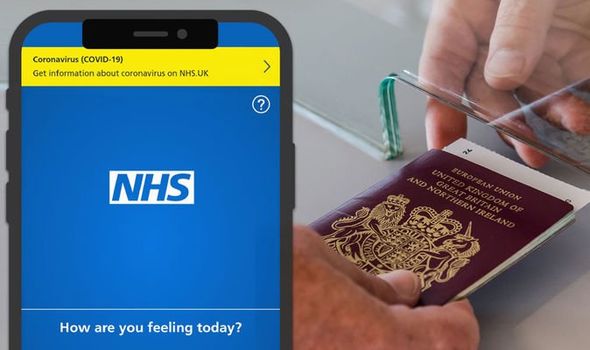 Coronavirus (COVID-19)
Get information about coronavirus on NHS.UK
?
NHS
How are you feeling today?
EUROPEAN UNION
UNITED KINGDOM OF
GREAT BRITAIN
AND NORTHERN IRELAND